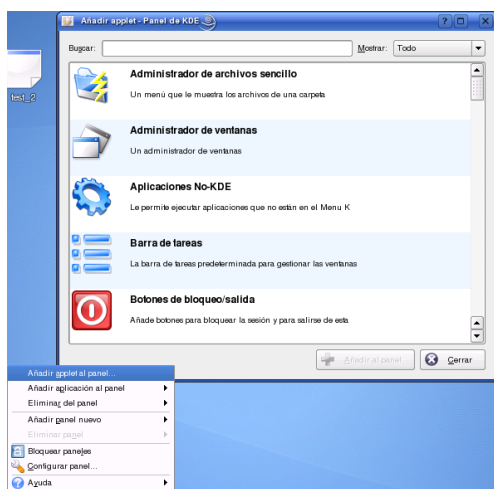 Añadir applet - Panel de KDE
Buscar:
Mostrar: Todo
test_2
Administrador de archivos sencillo
Un menú que le muestra los archivos de una carpeta
Administrador de ventanas
Un administrador de ventanas
Aplicaciones No-KDE
Le permite ejecutar aplicaciones que no están en el Menu K
Barra de tareas
La barra de tareas predeterminada para gestionar las ventanas
Botones de bloqueo/salida
Añade botones para bloquear la sesión y para salirse de esta
Añadir al panel
Cerrar
Añadir applet al panel...
Añadir aplicación al panel
Eliminar del panel
Añadir panel nuevo
Eliminar panel
Bloquear paneles
Configurar panel...
Ayuda